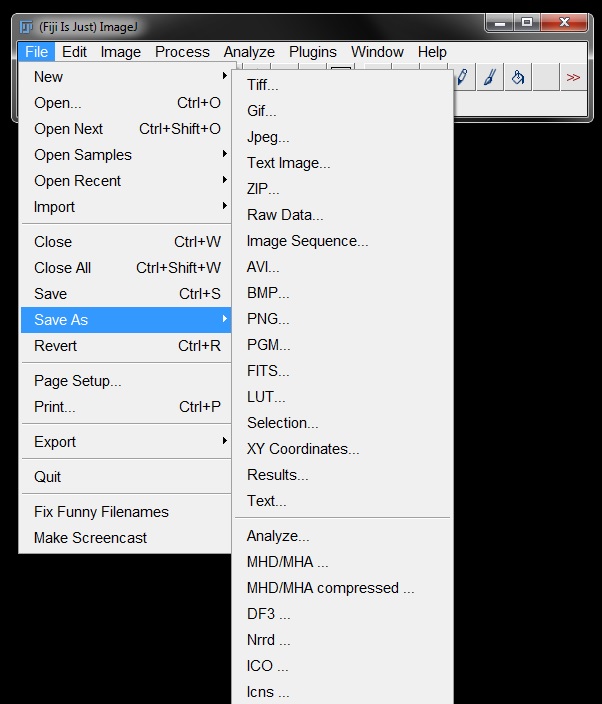 (Fiji Is Just) ImageJ
File Edit Image Process Analyze Plugins Window Help
>>
New
Open... Ctrl+O
Open Next Ctrl+Shift+O
Open Samples
Open Recent
Import
Close Ctrl+W
Close All Ctrl+Shift+W
Save Ctrl+S
Save As
Revert Ctrl+R
Page Setup...
Print... Ctrl+P
Export
Quit
Fix Funny Filenames
Make Screencast
Tiff...
Gif...
Jpeg...
Text Image...
ZIP...
Raw Data...
Image Sequence...
AVI...
BMP...
PNG...
PGM...
FITS...
LUT...
Selection...
XY Coordinates...
Results...
Text...
Analyze...
MHD/MHA ...
MHD/MHA compressed ...
DF3 ...
Nrrd ...
ICO ...
Icns ...